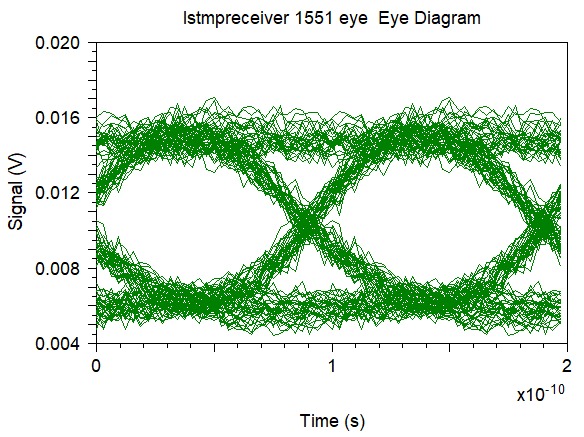 lstmpreceiver 1551 eye  Eye Diagram
0.020
0.016
0.012
0.008
0.004
Signal (V)
0
1
2
x10-10
Time (s)